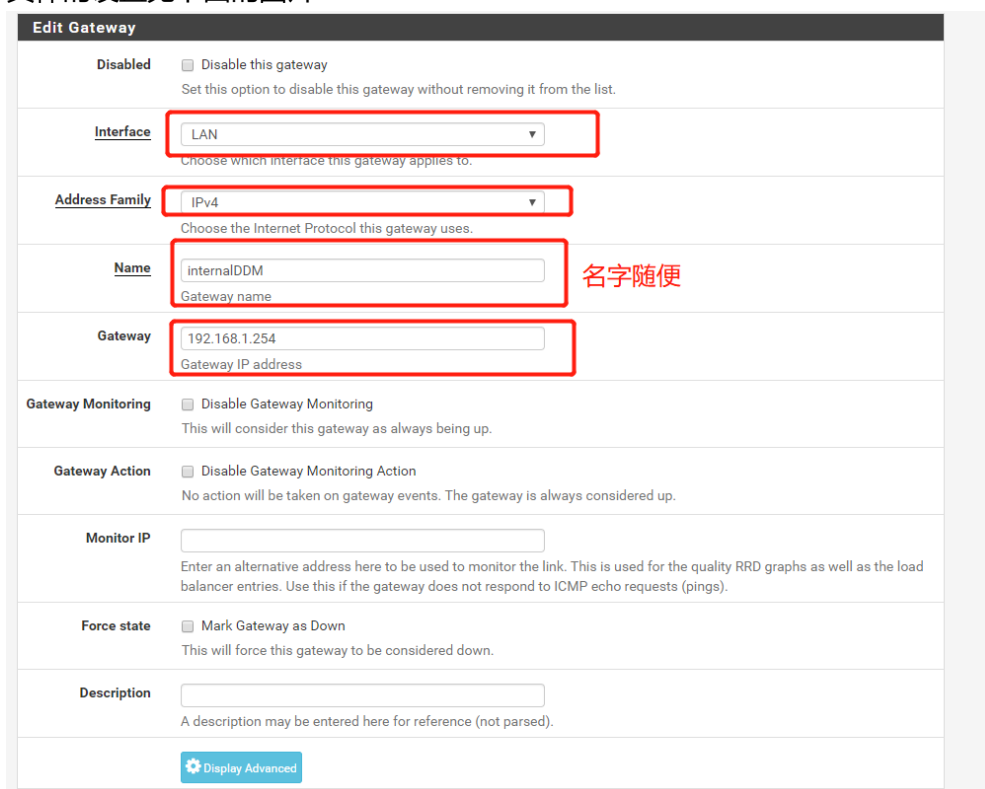 Edit Gateway
Disabled Disable this gateway
Set this option to disable this gateway without removing it from the list.
Interface LAN
Choose which interface this gateway applies to.
Address Family IPv4
Choose the Internet Protocol this gateway uses.
Name internalDDM 名字随便
Gateway name
Gateway 192.168.1.254
Gateway IP address
Gateway Monitoring Disable Gateway Monitoring
This will consider this gateway as always being up.
Gateway Action Disable Gateway Monitoring Action
No action will be taken on gateway events. The gateway is always considered up.
Monitor IP
Enter an alternative address here to be used to monitor the link. This is used for the quality RRD graphs as well as the load
balancer entries. Use this if the gateway does not respond to ICMP echo requests (pings).
Force state Mark Gateway as Down
This will force this gateway to be considered down.
Description
A description may be entered here for reference (not parsed).
Display Advanced